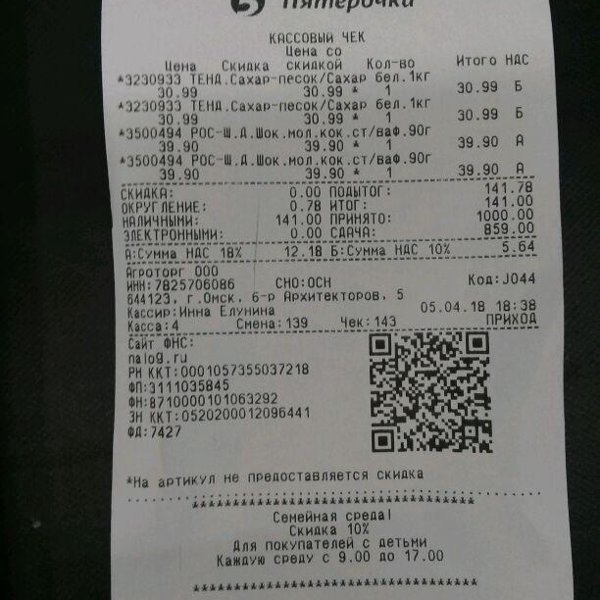 5 Пятёрочка
КАССОВЫЙ ЧЕК
Цена со
Цена Скидка скидкой Кол-во Итого НДС
*3230933 ТЕНД.Сахар-песок/Сахар бел.1кг
30.99 30.99 * 1 30.99 Б
*3230933 ТЕНД.Сахар-песок/Сахар бел.1кг
30.99 30.99 * 1 30.99 Б
*3500494 РОС-Ш.Д.Шок.мол.кок.ст/ваф.90г
39.90 39.90 * 1 39.90 А
*3500494 РОС-Ш.Д.Шок.мол.кок.ст/ваф.90г
39.90 39.90 * 1 39.90 А
СКИДКА: 0.00 ПОДЫТОГ: 141.78
ОКРУГЛЕНИЕ: 0.78 ИТОГ: 141.00
НАЛИЧНЫМИ: 141.00 ПРИНЯТО: 1000.00
ЭЛЕКТРОННЫМИ: 0.00 СДАЧА: 859.00
А:Сумма НДС 18% 12.18 Б:Сумма НДС 10% 5.64
Агроторг ООО
ИНН:7825706086 СНО:ОСН Код:J044
644123, г.Омск, б-р Архитекторов, 5
Кассир:Инна Елунина 05.04.18 18:38
Касса:4 Смена:139 Чек:143 ПРИХОД
Сайт ФНС:
nalog.ru
РН ККТ:0001057355037218
ФП:3111035845
ФН:8710000101063292
ЗН ККТ:0520200012096441
ФД:7427
*На артикул не предоставляется скидка
Семейная среда!
Скидка 10%
Для покупателей с детьми
Каждую среду с 9.00 до 17.00